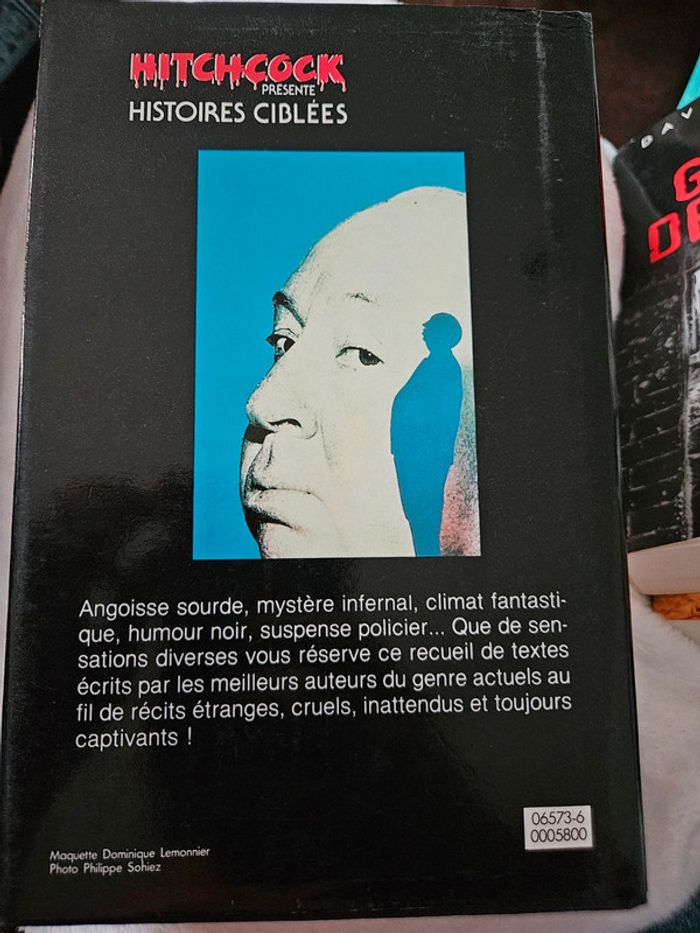 HITCHCOCK
PRÉSENTE
HISTOIRES CIBLÉES
Angoisse sourde, mystère infernal, climat fantasti-
que, humour noir, suspense policier... Que de sen-
sations diverses vous réserve ce recueil de textes
écrits par les meilleurs auteurs du genre actuels au
fil de récits étranges, cruels, inattendus et toujours
captivants !
06573-6
0005800
Maquette Dominique Lemonnier
Photo Philippe Sohiez
DAV